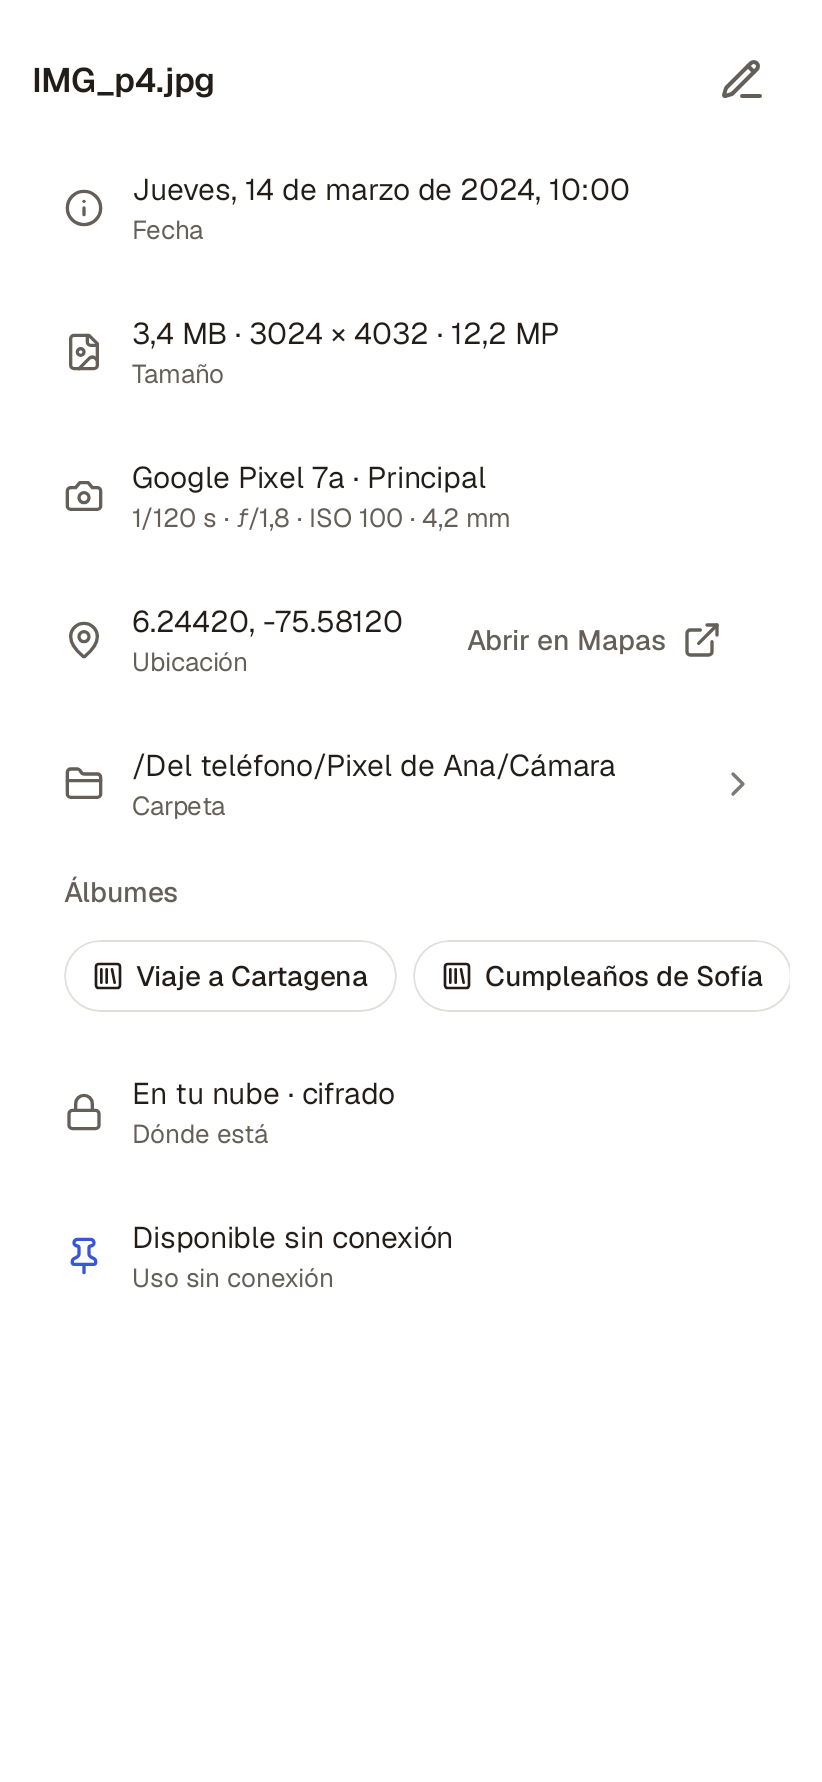 IMG_p4.jpg
Jueves, 14 de marzo de 2024, 10:00
Fecha
3,4 MB · 3024 × 4032 · 12,2 MP
Tamaño
Google Pixel 7a · Principal
1/120 s · ƒ/1,8 · ISO 100 · 4,2 mm
6.24420, -75.58120
Ubicación
Abrir en Mapas
/Del teléfono/Pixel de Ana/Cámara
Carpeta
Álbumes
Viaje a Cartagena
Cumpleaños de Sofía
En tu nube · cifrado
Dónde está
Disponible sin conexión
Uso sin conexión